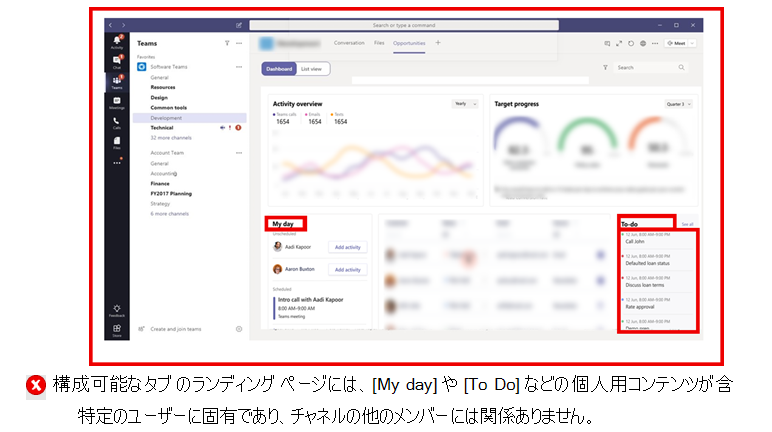 Search or type a command
Activity
Chat
Teams
Meetings
Calls
Files
Feedback
Store
Teams
Favorites
Software Teams
General
Resources
Design
Common tools
Development
Technical
32 more channels
Account Team
General
Accounting
Finance
FY2017 Planning
Strategy
6 more channels
Create and join teams
Conversation Files Opportunities +
Meet
Dashboard List view
Search
Activity overview
Yearly
Teams Calls Emails Texts
1654 1654 1654
Target progress
Quarter 3
My day
Unscheduled
Aadi Kapoor Add activity
Aaron Buxton Add activity
Scheduled
Intro call with Aadi Kapoor
8:00 AM-9:00 AM
Teams meeting
To-do See all
12 Jun, 8:00 AM-9:00 PM
Call John
12 Jun, 8:00 AM-9:00 PM
Defaulted loan status
12 Jun, 8:00 AM-9:00 PM
Discuss loan terms
12 Jun, 8:00 AM-9:00 PM
Rate approval
12 Jun, 8:00 AM-9:00 PM
構成可能なタブのランディング ページには、[My day] や [To Do] などの個人用コンテンツが含
特定のユーザーに固有であり、チャネルの他のメンバーには関係ありません。